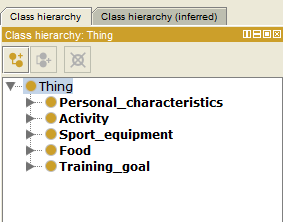 Class hierarchy Class hierarchy (inferred)
Class hierarchy: Thing
Thing
Personal_characteristics
Activity
Sport_equipment
Food
Training_goal